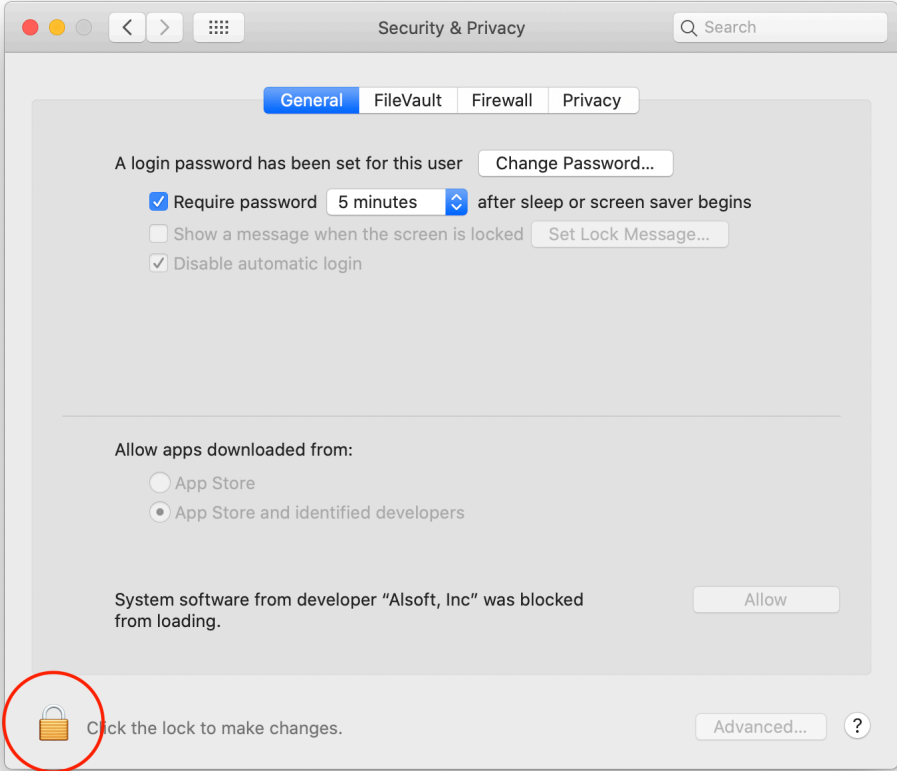 Security & Privacy
Search
General FileVault Firewall Privacy
A login password has been set for this user Change Password...
Require password 5 minutes after sleep or screen saver begins
Show a message when the screen is locked Set Lock Message...
Disable automatic login
Allow apps downloaded from:
App Store
App Store and identified developers
System software from developer “Alsoft, Inc” was blocked
from loading.
Allow
Click the lock to make changes.
Advanced...
?